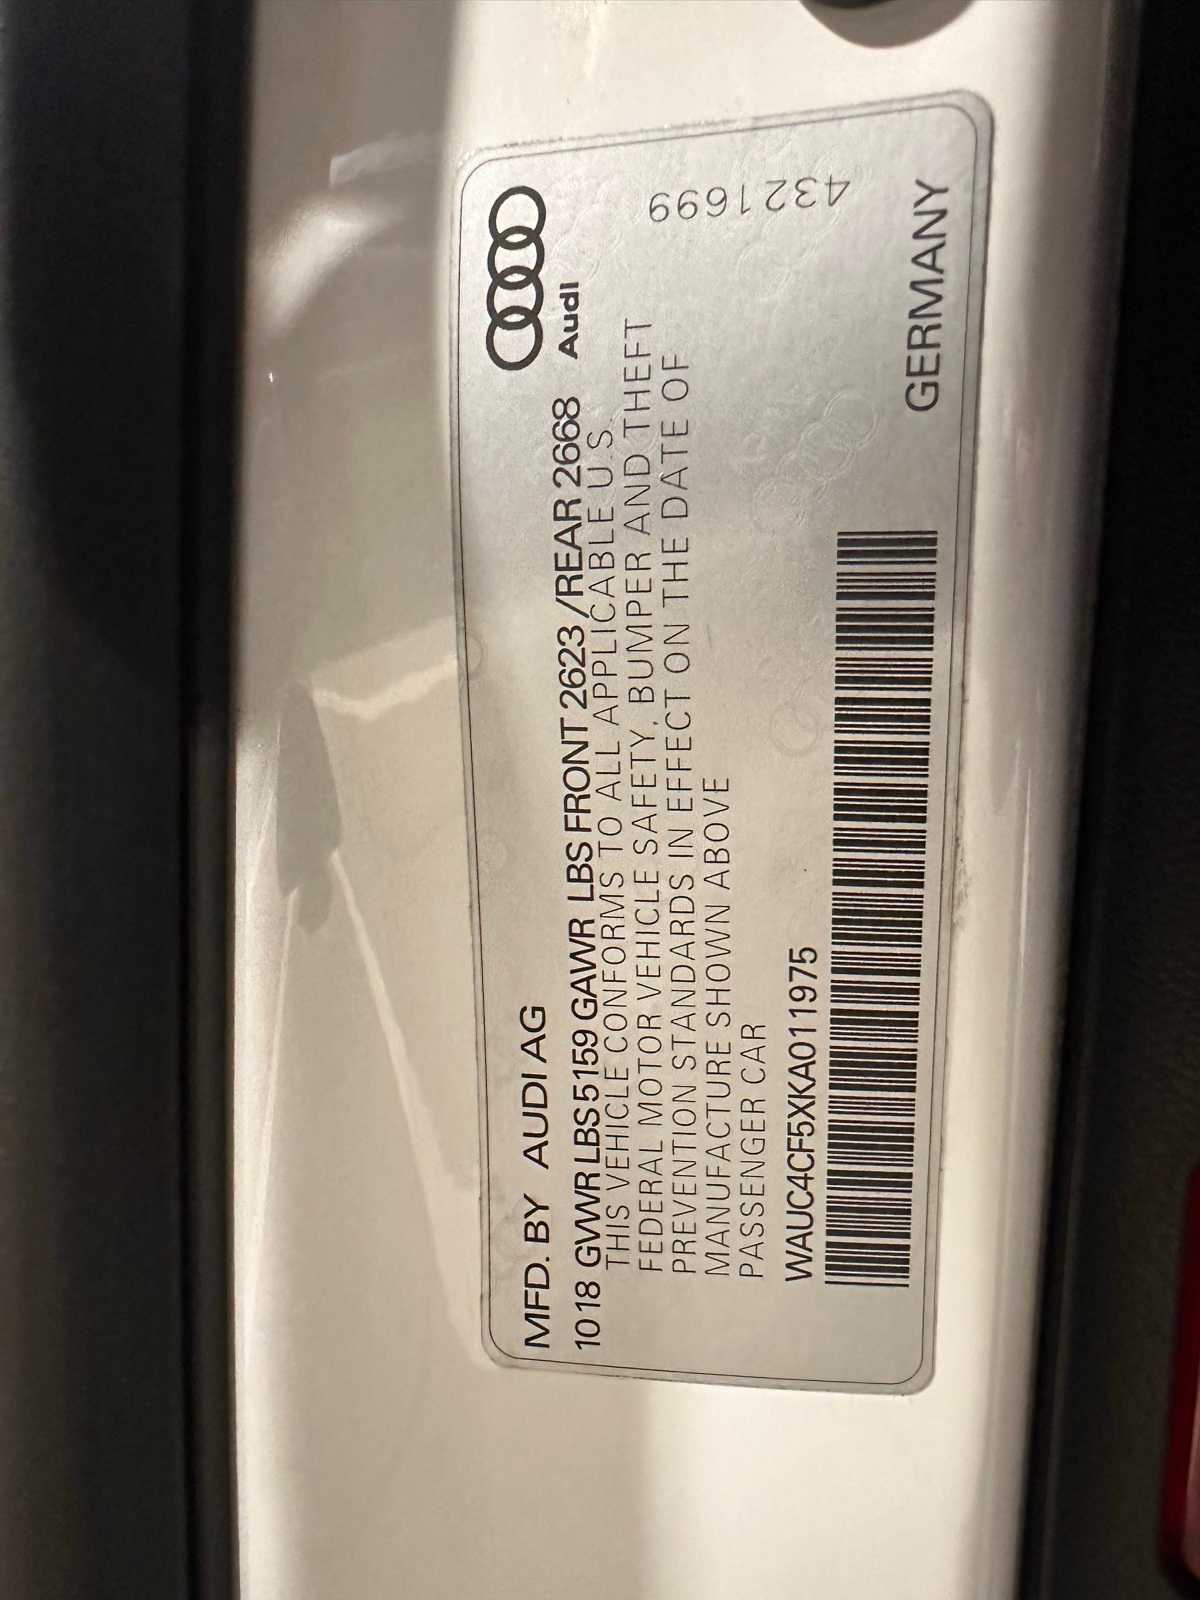 MFD. BY AUDI AG
1018 GVWR LBS 5159 GAWR LBS FRONT 2623 /REAR 2668
Audi
THIS VEHICLE CONFORMS TO ALL APPLICABLE U.S.
FEDERAL MOTOR VEHICLE SAFETY, BUMPER AND THEFT
PREVENTION STANDARDS IN EFFECT ON THE DATE OF
MANUFACTURE SHOWN ABOVE
PASSENGER CAR
4321699
WAUC4CF5XKA011975
GERMANY